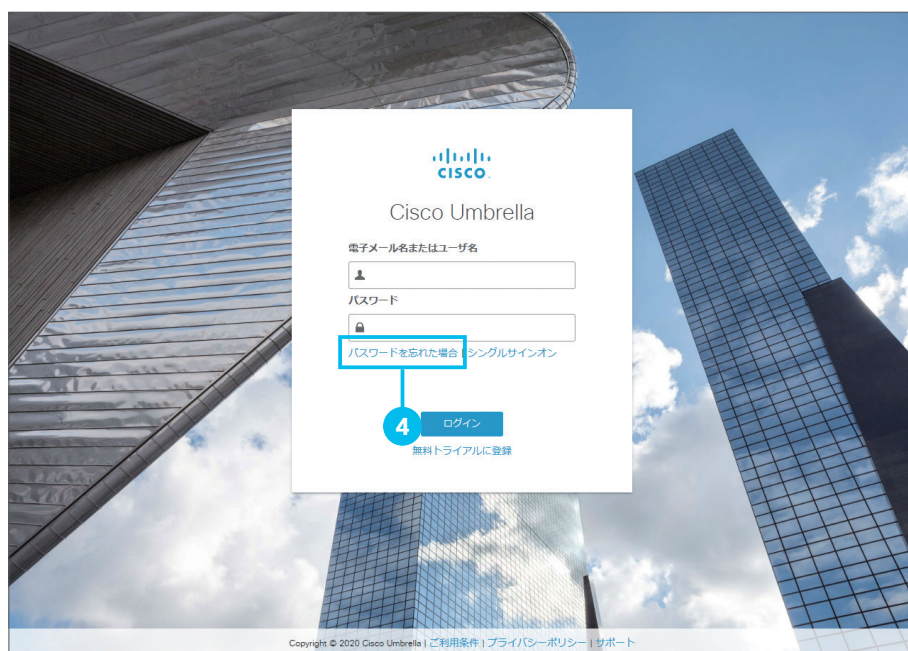 CISCO
Cisco Umbrella
電子メール名またはユーザ名
パスワード
パスワードを忘れた場合 | シングルサインオン
4
ログイン
無料トライアルに登録
Copyright © 2020 Cisco Umbrella | ご利用条件 | プライバシーポリシー | サポート